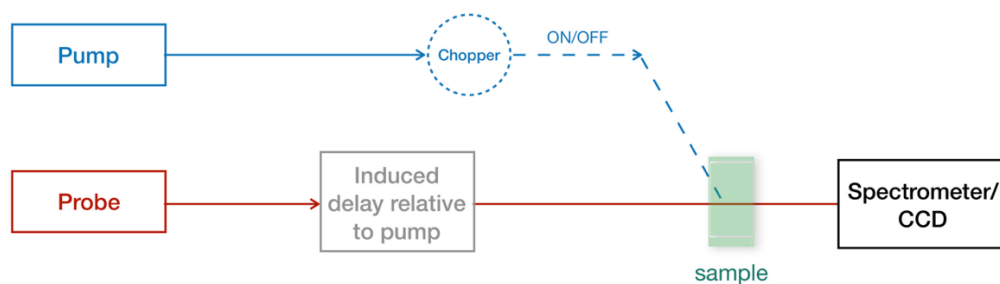 Pump
Chopper
ON/OFF
Probe
Induced
delay relative
to pump
Spectrometer/
CCD
sample